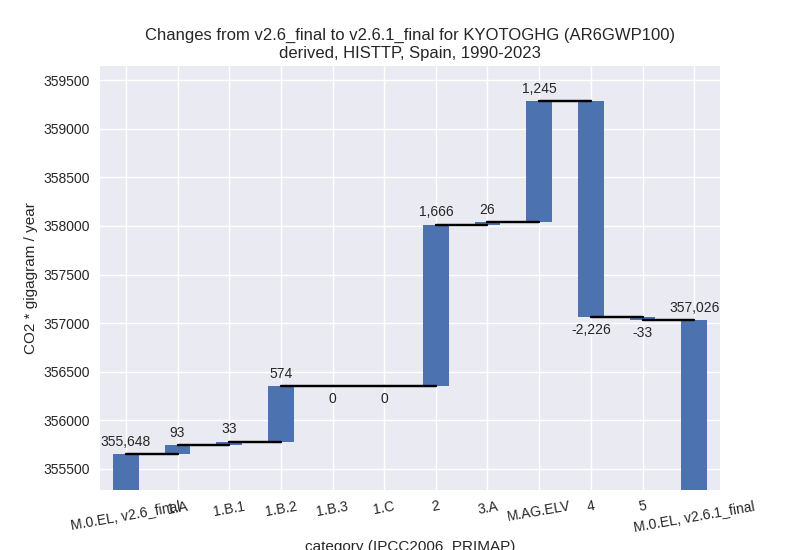 Changes from v2.6_final to v2.6.1_final for KYOTOGHG (AR6GWP100)
derived, HISTTP, Spain, 1990-2023
CO2 * gigagram / year
359500
359000
358500
358000
357500
357000
356500
356000
355500
355,648
93
33
574
0
0
1,666
26
1,245
-2,226
-33
357,026
M.0.EL, v2.6_final
1.A
1.B.1
1.B.2
1.B.3
1.C
2
3.A
M.AG.ELV
4
5
M.0.EL, v2.6.1_final
category (IPCC2006_PRIMAP)